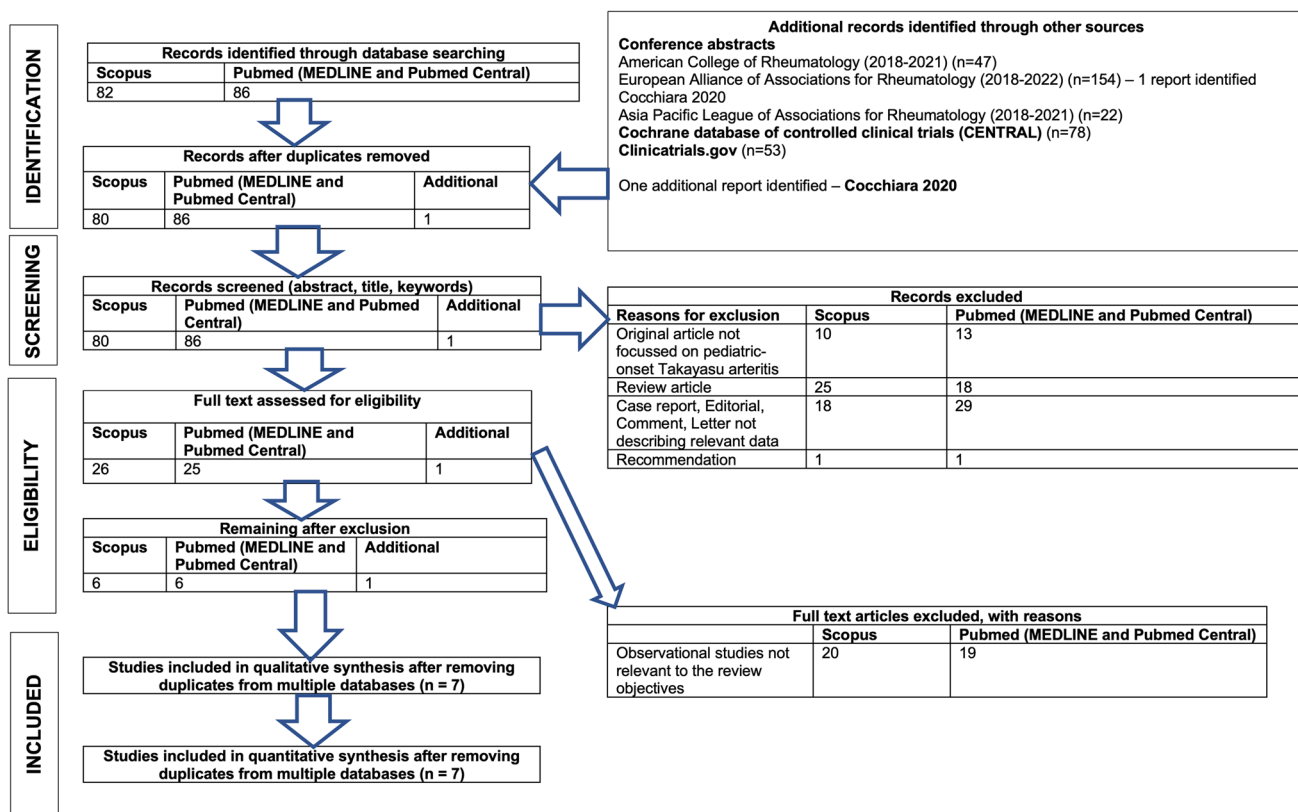 IDENTIFICATION
Records identified through database searching
Scopus Pubmed (MEDLINE and Pubmed Central)
82 86
Additional records identified through other sources
Conference abstracts
American College of Rheumatology (2018-2021) (n=47)
European Alliance of Associations for Rheumatology (2018-2022) (n=154) – 1 report identified
Cocchiara 2020
Asia Pacific League of Associations for Rheumatology (2018-2021) (n=22)
Cochrane database of controlled clinical trials (CENTRAL) (n=78)
Clinicatrials.gov (n=53)
One additional report identified – Cocchiara 2020
Records after duplicates removed
Scopus Pubmed (MEDLINE and Additional
Pubmed Central)
80 86 1
SCREENING
Records screened (abstract, title, keywords)
Scopus Pubmed (MEDLINE and Pubmed Additional
Central)
80 86 1
Records excluded
Reasons for exclusion Scopus Pubmed (MEDLINE and Pubmed Central)
Original article not 10 13
focussed on pediatric-
onset Takayasu arteritis
Review article 25 18
Case report, Editorial, 18 29
Comment, Letter not
describing relevant data
Recommendation 1 1
ELIGIBILITY
Full text assessed for eligibility
Scopus Pubmed (MEDLINE and Additional
Pubmed Central)
26 25 1
Remaining after exclusion
Scopus Pubmed (MEDLINE and Additional
Pubmed Central)
6 6 1
Full text articles excluded, with reasons
Scopus Pubmed (MEDLINE and Pubmed Central)
Observational studies not 20 19
relevant to the review
objectives
INCLUDED
Studies included in qualitative synthesis after removing
duplicates from multiple databases (n = 7)
Studies included in quantitative synthesis after removing
duplicates from multiple databases (n = 7)